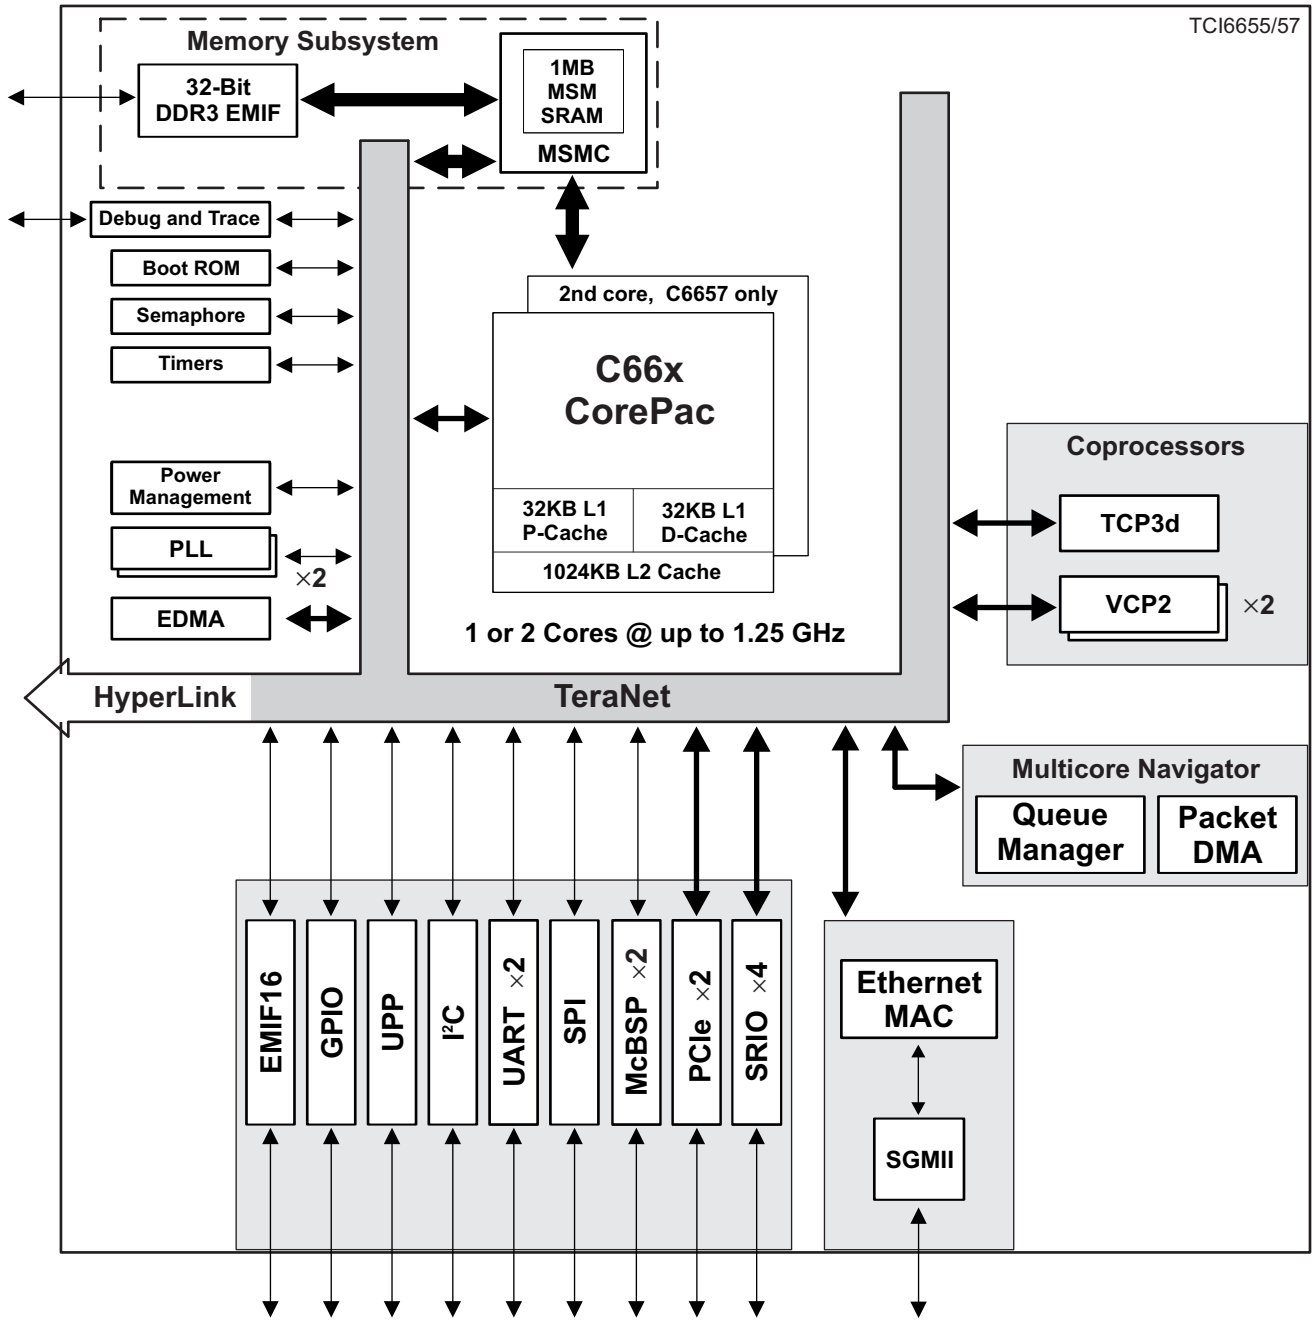 TCI6655/57
Memory Subsystem
32-Bit
DDR3 EMIF
1MB
MSM
SRAM
MSMC
Debug and Trace
Boot ROM
Semaphore
Timers
2nd core, C6657 only
C66x
CorePac
32KB L1
P-Cache
32KB L1
D-Cache
1024KB L2 Cache
1 or 2 Cores @ up to 1.25 GHz
Power
Management
PLL
×2
EDMA
HyperLink
TeraNet
Coprocessors
TCP3d
VCP2
×2
Multicore Navigator
Queue
Manager
Packet
DMA
EMIF16
GPIO
UPP
I²C
UART ×2
SPI
McBSP ×2
PCIe ×2
SRIO ×4
Ethernet
MAC
SGMII